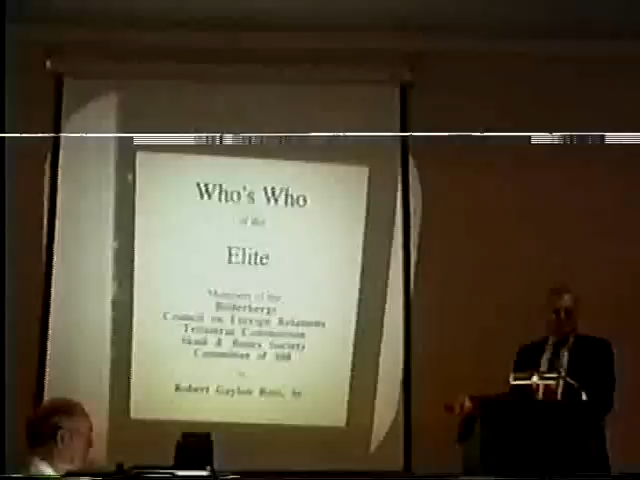 Who's Who
of the
Elite
Members of the
Bilderbergs
Council on Foreign Relations
Trilateral Commission
Skull & Bones Society
Committee of 300
by
Robert Gaylon Ross, Sr.